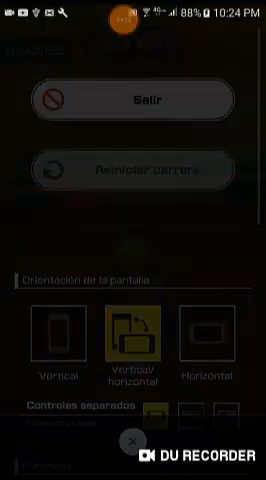 88% 10:24 PM
Salir
Reiniciar carrera
Orientación de la pantalla
Vertical
Vertical/
horizontal
Horizontal
Controles separados
DU RECORDER